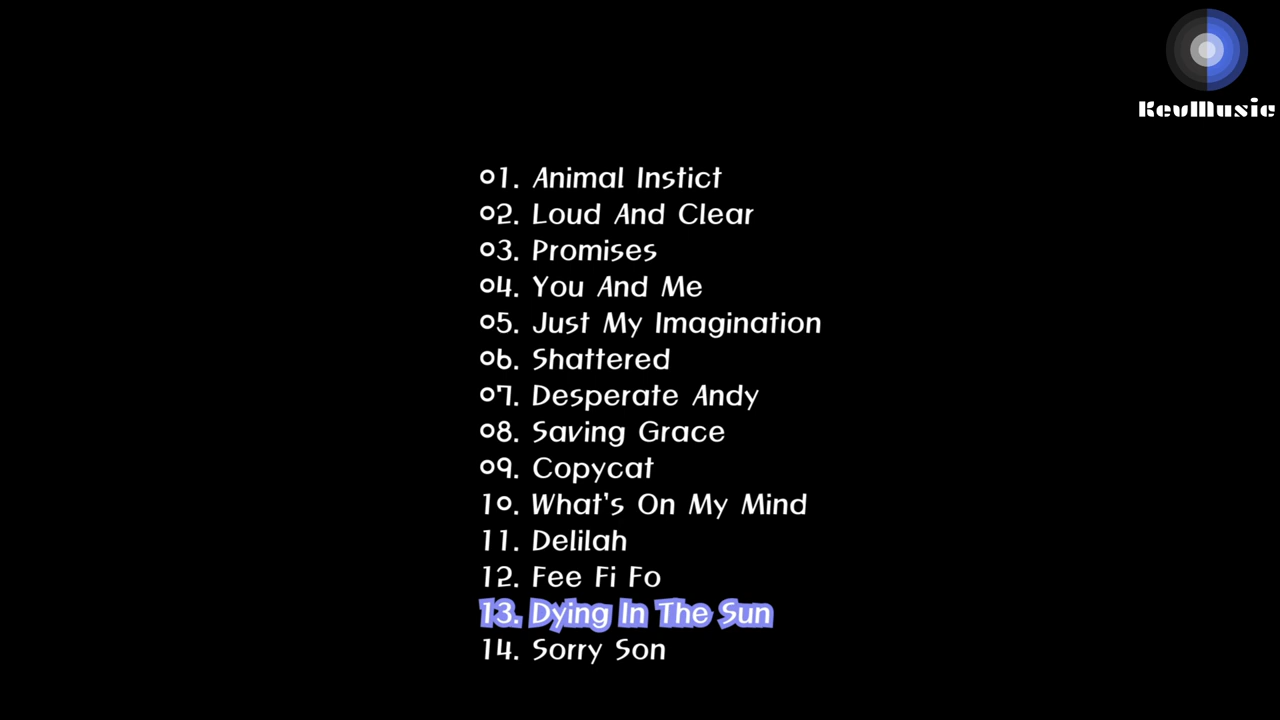 KevMusic
01. Animal Instict
02. Loud And Clear
03. Promises
04. You And Me
05. Just My Imagination
06. Shattered
07. Desperate Andy
08. Saving Grace
09. Copycat
10. What's On My Mind
11. Delilah
12. Fee Fi Fo
13. Dying In The Sun
14. Sorry Son